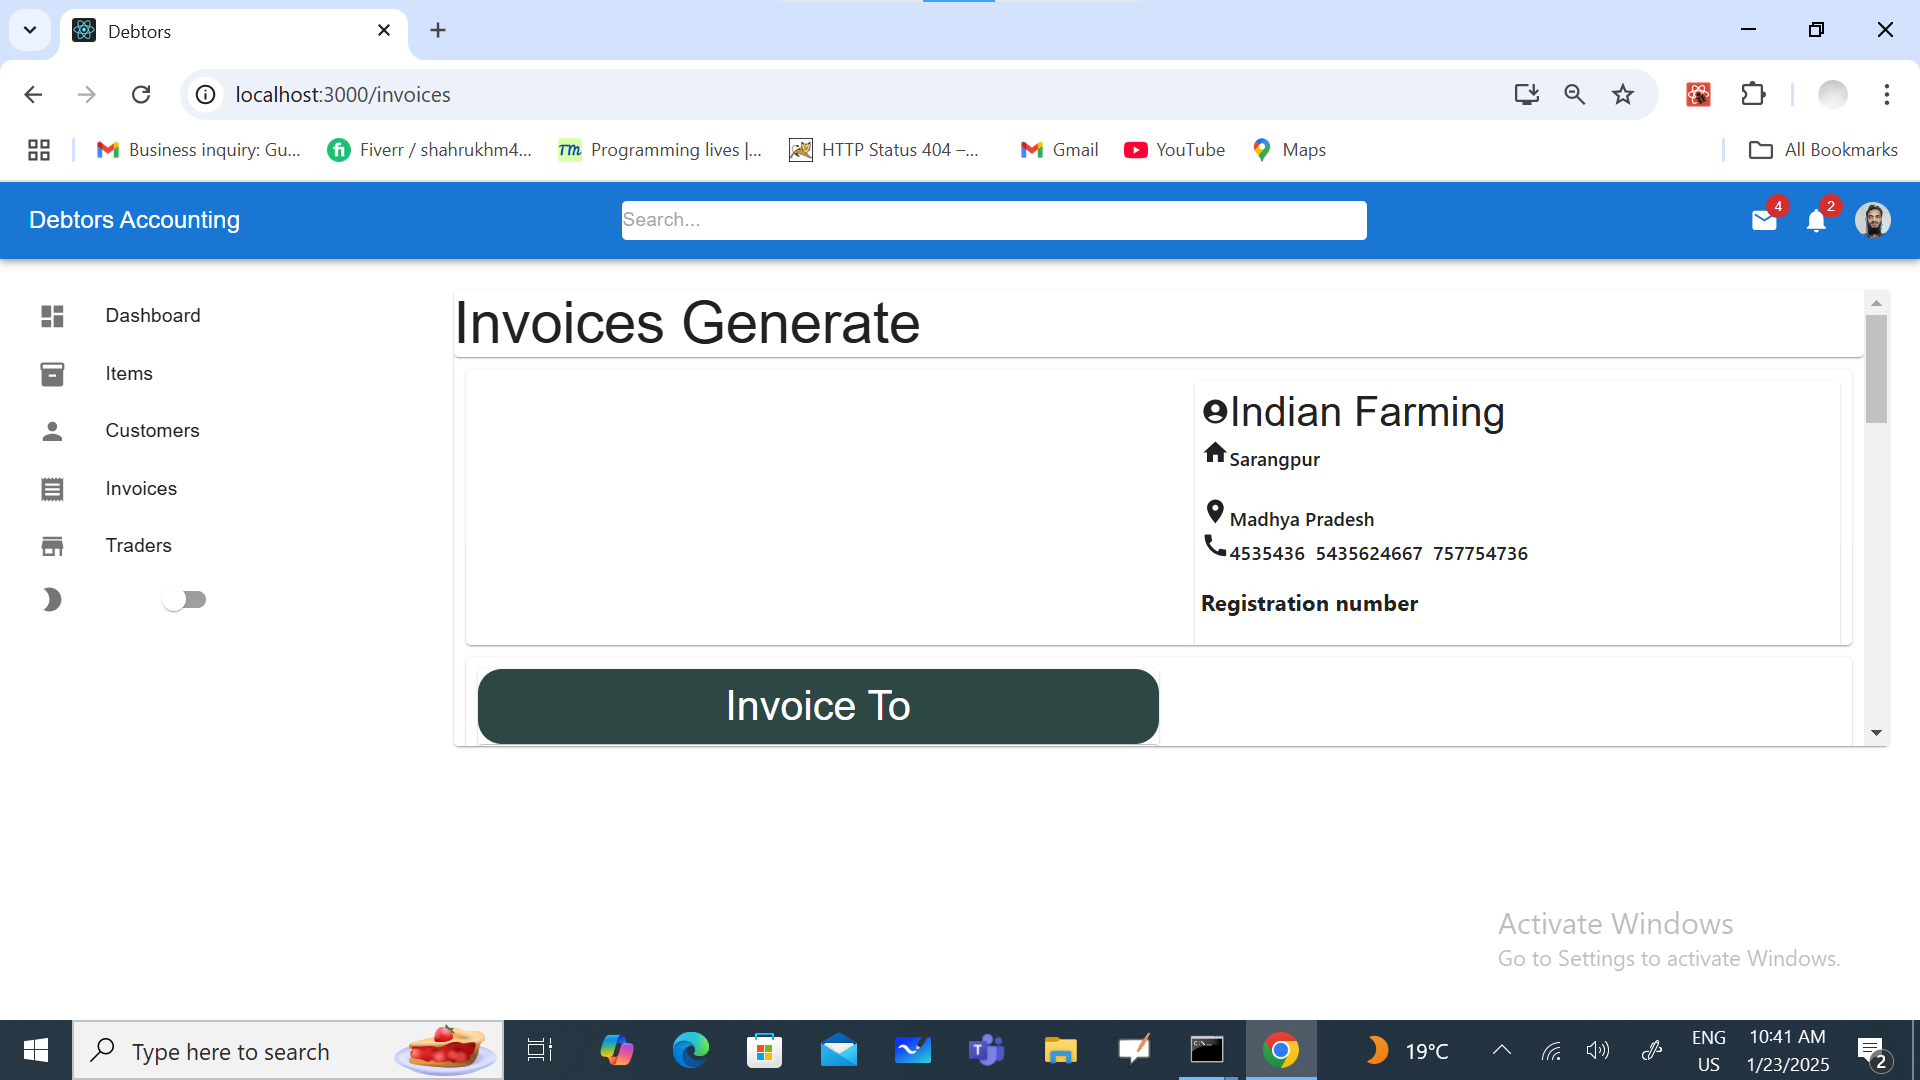 Debtors
localhost:3000/invoices
Business inquiry: Gu...
Fiverr / shahrukhm4...
TM Programming lives |...
HTTP Status 404 –...
Gmail
YouTube
Maps
All Bookmarks
Debtors Accounting
Search...
4
2
Dashboard
Items
Customers
Invoices
Traders
Invoices Generate
Indian Farming
Sarangpur
Madhya Pradesh
4535436 5435624667 757754736
Registration number
Invoice To
Activate Windows
Go to Settings to activate Windows.
Type here to search
19°C
ENG
US
10:41 AM
1/23/2025
2